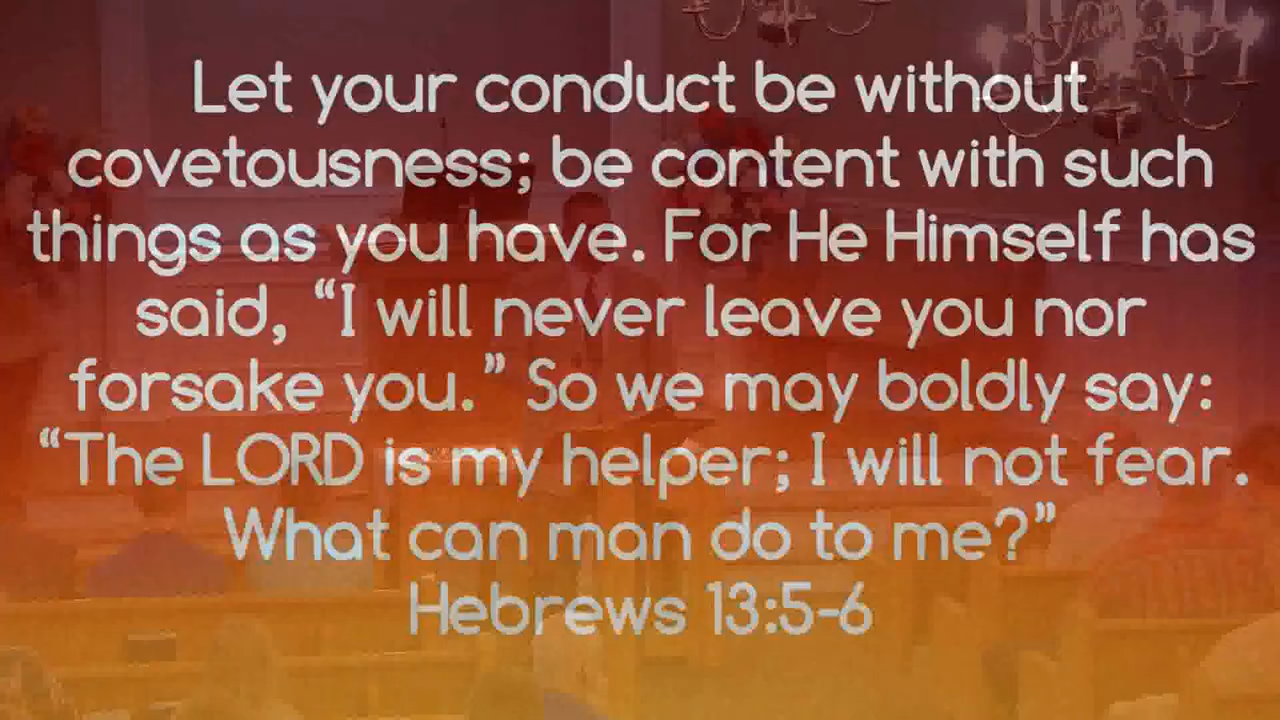 Let your conduct be without
covetousness; be content with such
things as you have. For He Himself has
said, “I will never leave you nor
forsake you.” So we may boldly say:
“The LORD is my helper; I will not fear.
What can man do to me?”
Hebrews 13:5-6